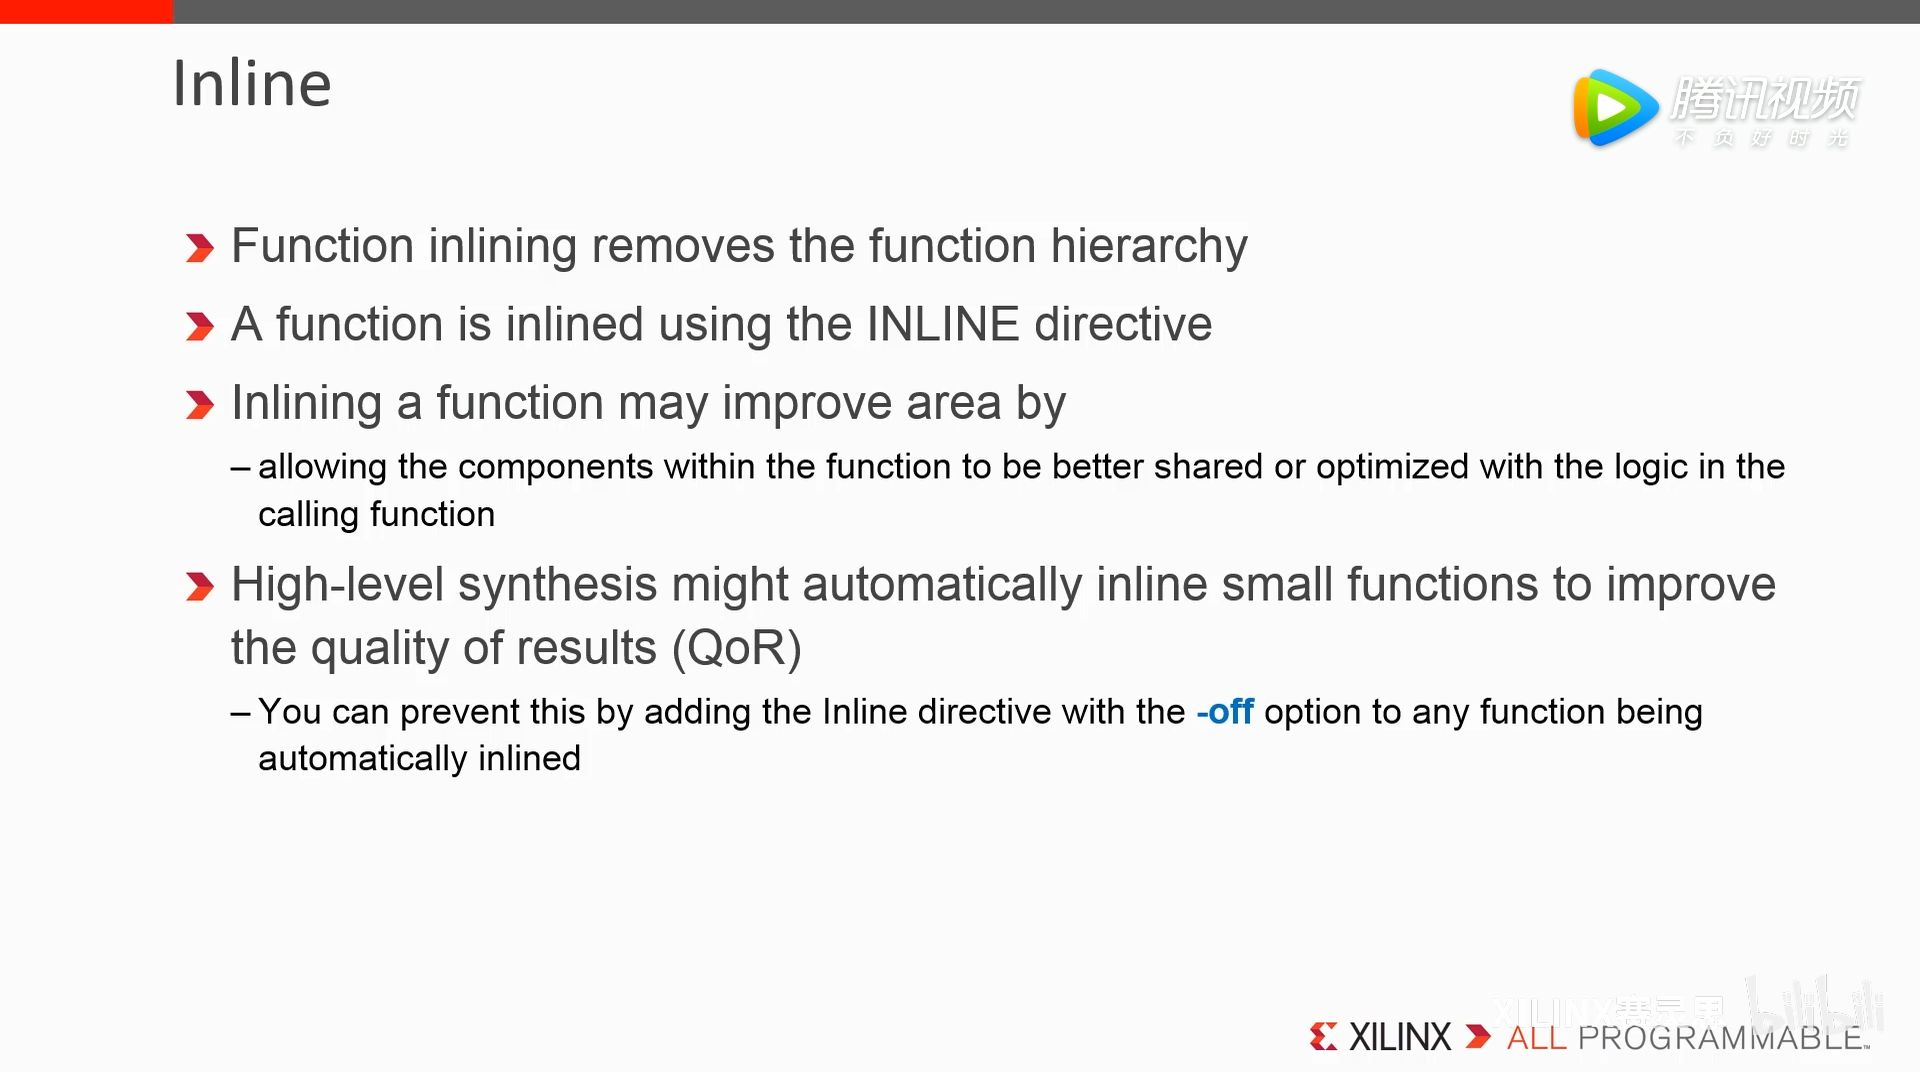 Inline
腾讯视频
不负好时光
Function inlining removes the function hierarchy
A function is inlined using the INLINE directive
Inlining a function may improve area by
– allowing the components within the function to be better shared or optimized with the logic in the
calling function
High-level synthesis might automatically inline small functions to improve
the quality of results (QoR)
– You can prevent this by adding the Inline directive with the -off option to any function being
automatically inlined
XILINX赛灵思
bilibili
XILINX ALL PROGRAMMABLE™